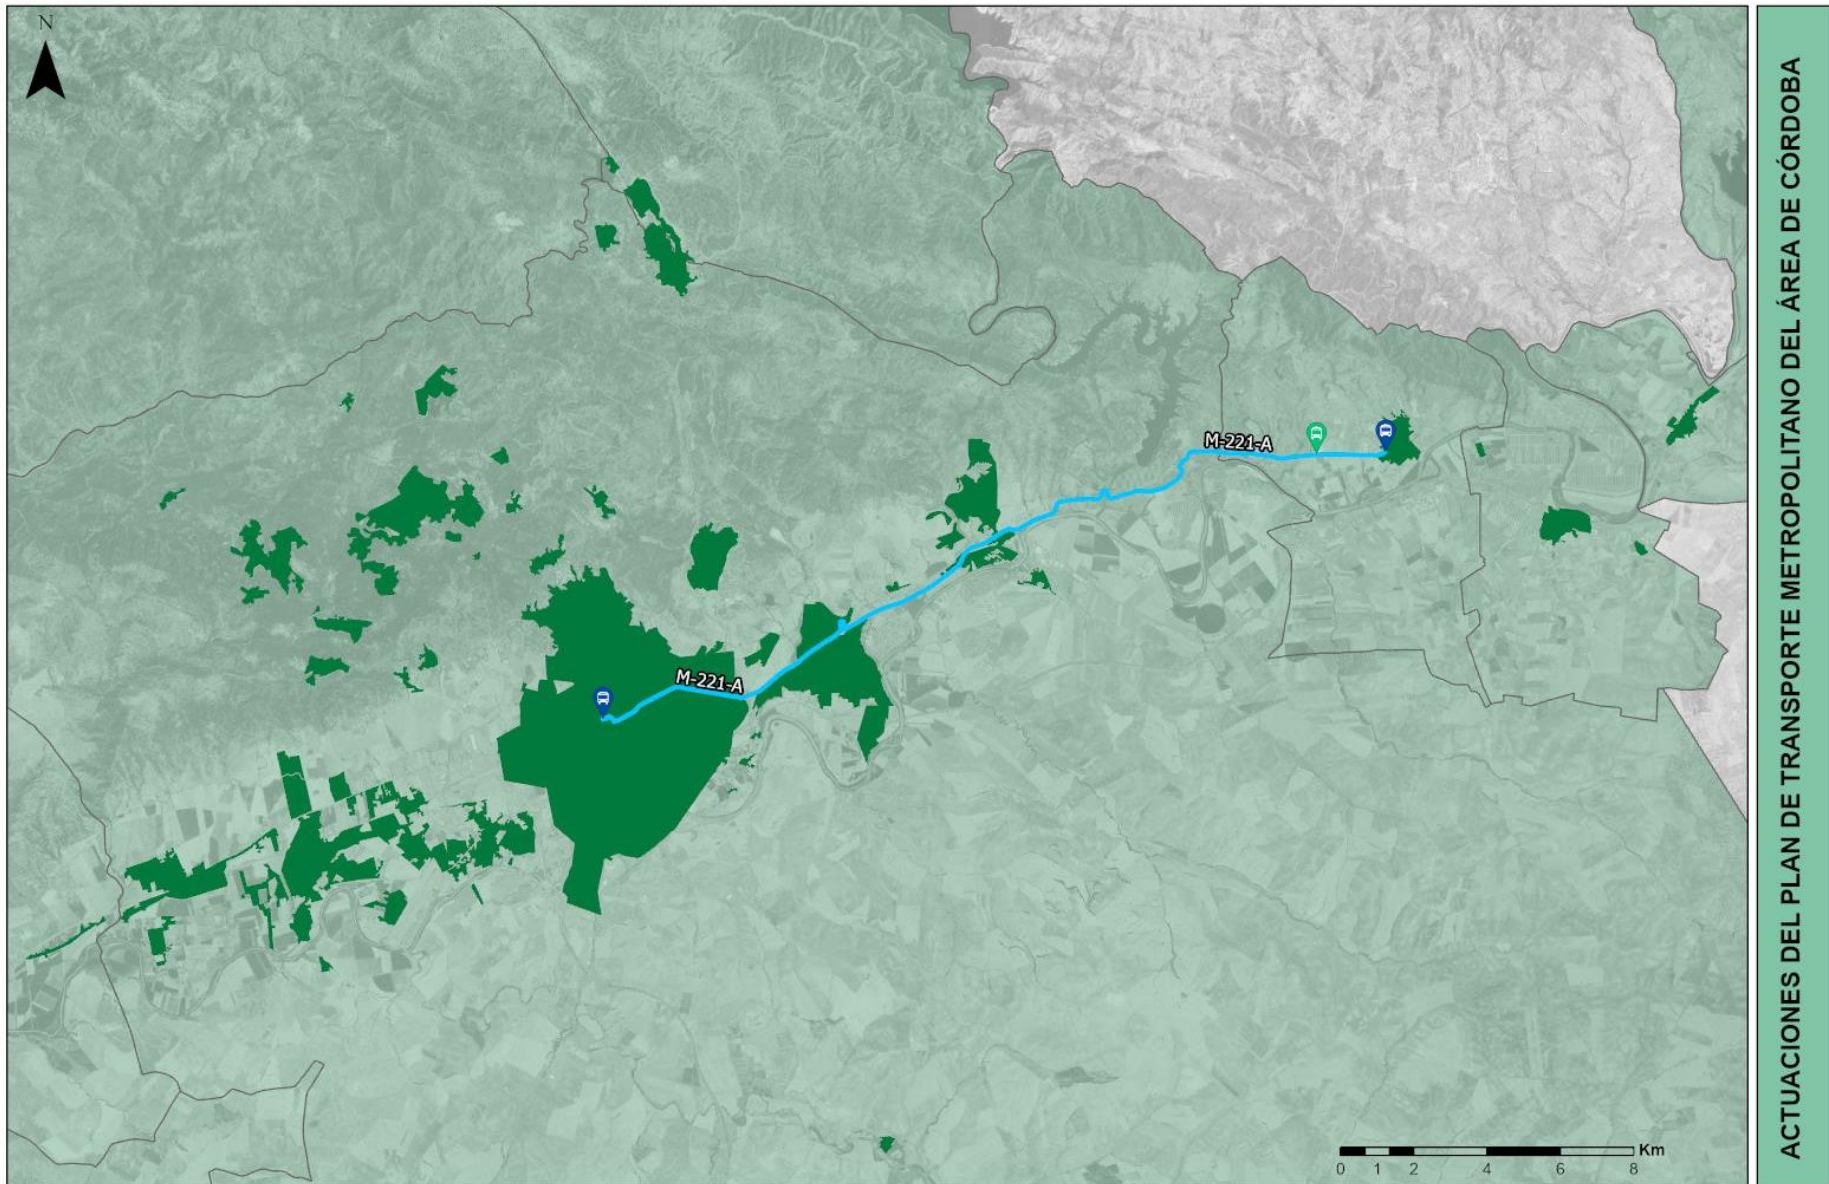 N
M-221-A
M-221-A
Km
0 1 2 4 6 8
ACTUACIONES DEL PLAN DE TRANSPORTE METROPOLITANO DEL ÁREA DE CÓRDOBA